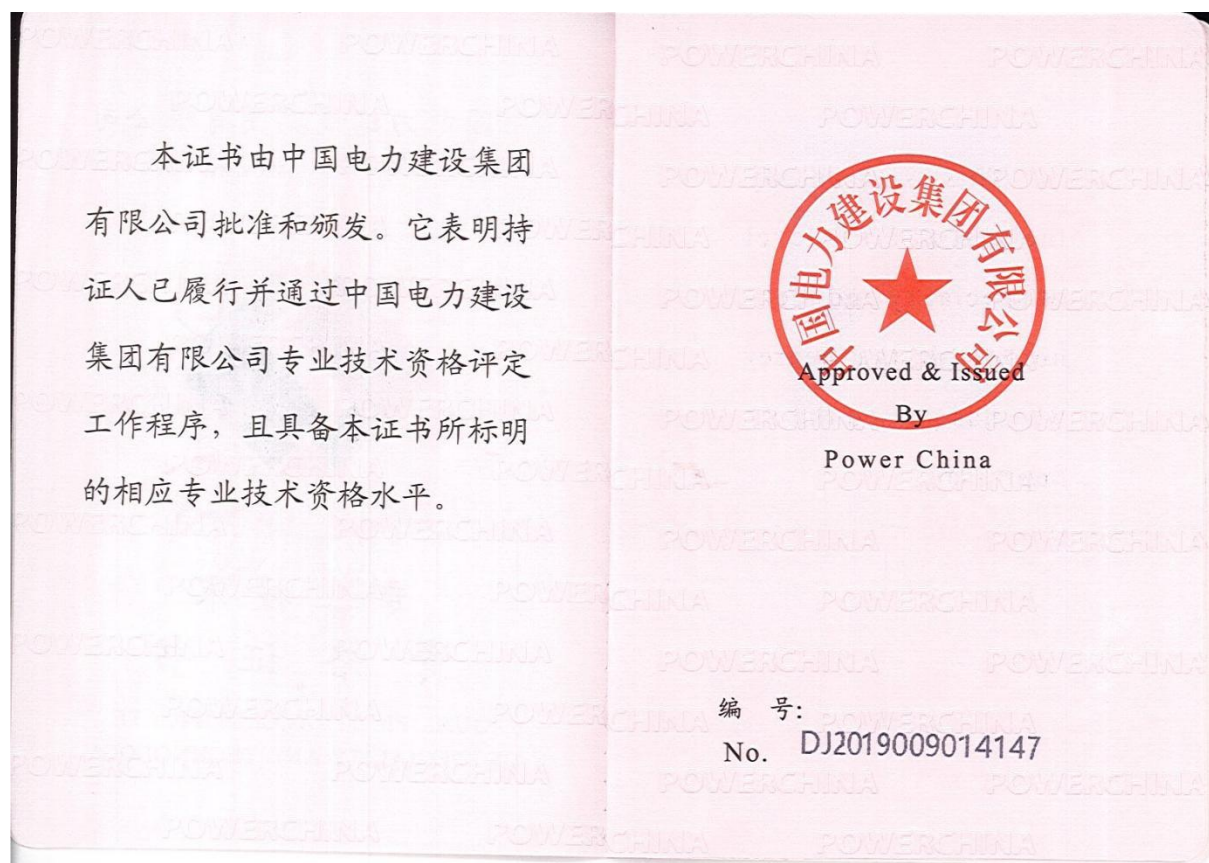 本证书由中国电力建设集团
有限公司批准和颁发。它表明持
证人已履行并通过中国电力建设
集团有限公司专业技术资格评定
工作程序，且具备本证书所标明
的相应专业技术资格水平。
中国电力建设集团有限公司
Approved & Issued
By
Power China
编 号:
No. DJ2019009014147
POWERCHINA